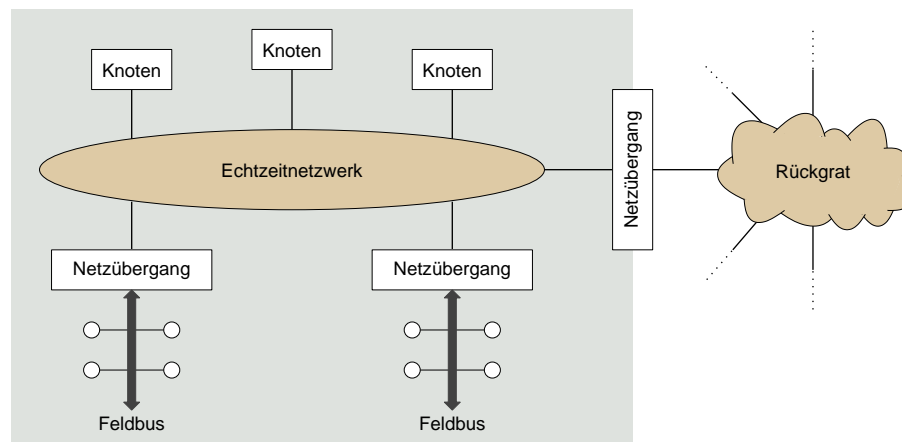 Knoten
Knoten
Knoten
Echtzeitnetzwerk
Netzübergang
Rückgrat
Netzübergang
Netzübergang
Feldbus
Feldbus